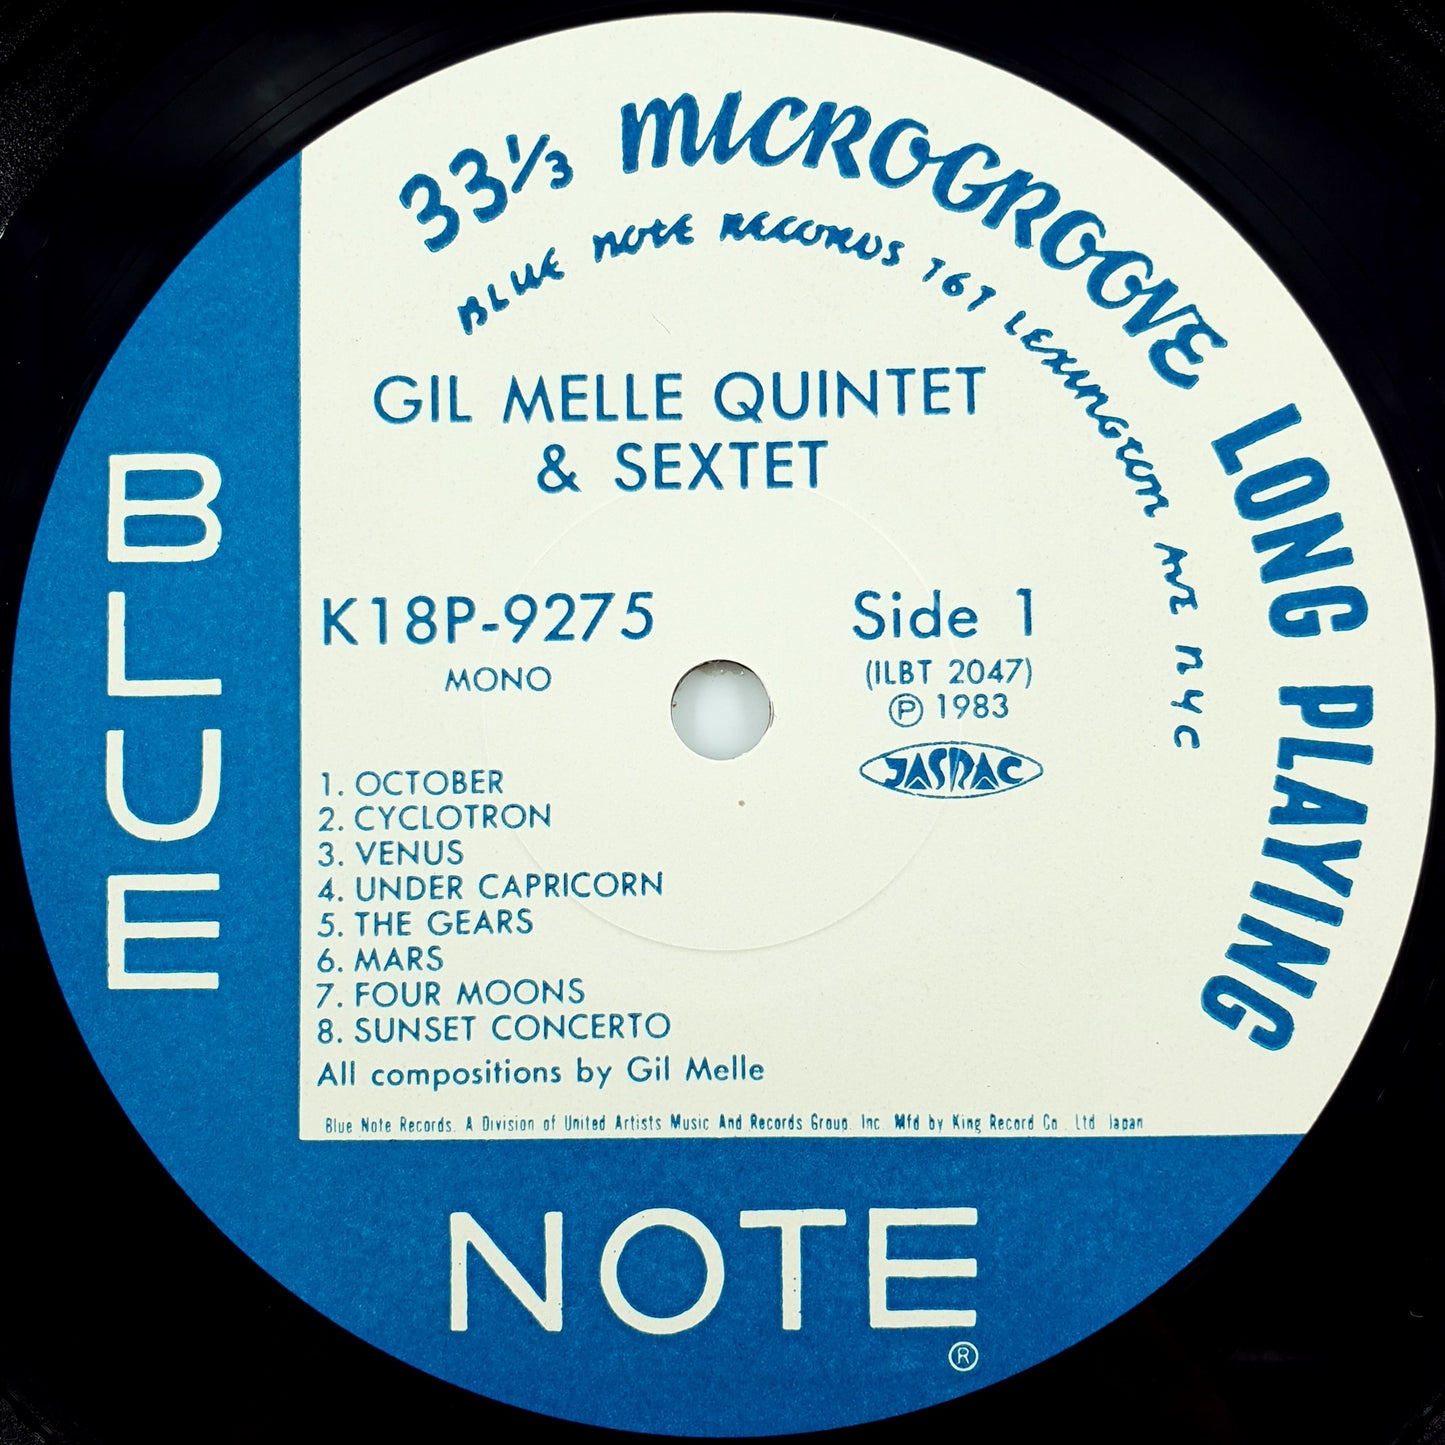 33⅓ MICROGROOVE LONG PLAYING
BLUE NOTE RECORDS 767 LEXINGTON AVE NYC
GIL MELLE QUINTET
& SEXTET
K18P-9275
MONO
Side 1
(ILBT 2047)
Ⓟ 1983
JASRAC
1. OCTOBER
2. CYCLOTRON
3. VENUS
4. UNDER CAPRICORN
5. THE GEARS
6. MARS
7. FOUR MOONS
8. SUNSET CONCERTO
All compositions by Gil Melle
Blue Note Records. A Division of United Artists Music And Records Group. Inc. Mfd by King Record Co. Ltd Japan
BLUE
NOTE
®